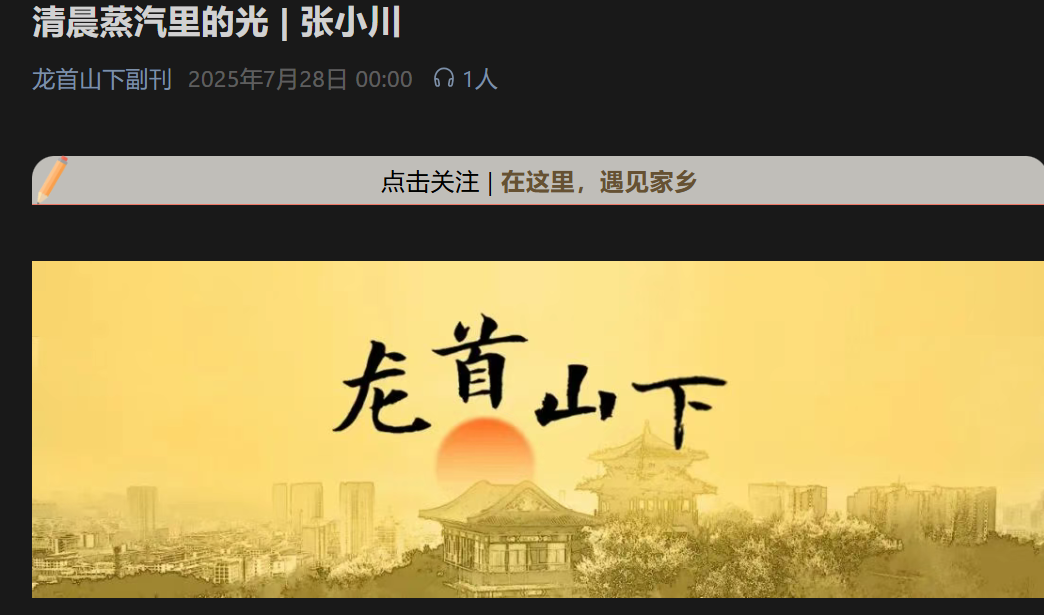 清晨蒸汽里的光 | 张小川
龙首山下副刊 2025年7月28日 00:00 1人
点击关注 | 在这里，遇见家乡
龙首山下